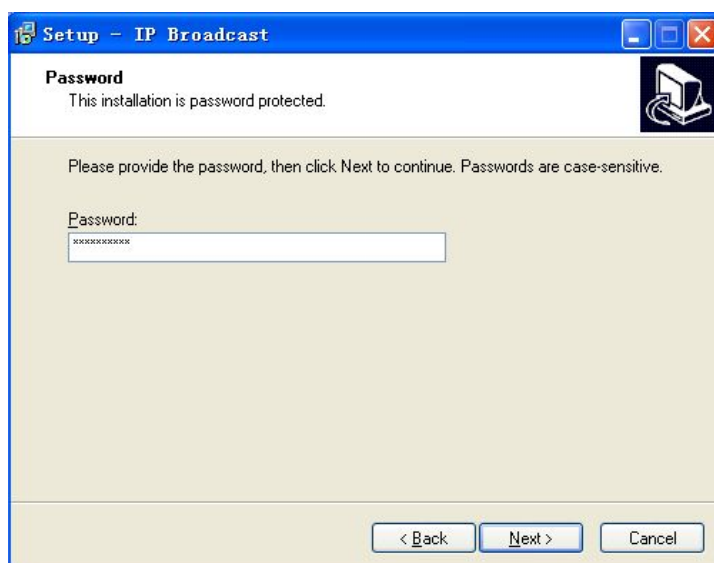 Setup - IP Broadcast
Password
This installation is password protected.
Please provide the password, then click Next to continue. Passwords are case-sensitive.
Password:
xxxxxxxxxx
< Back
Next >
Cancel